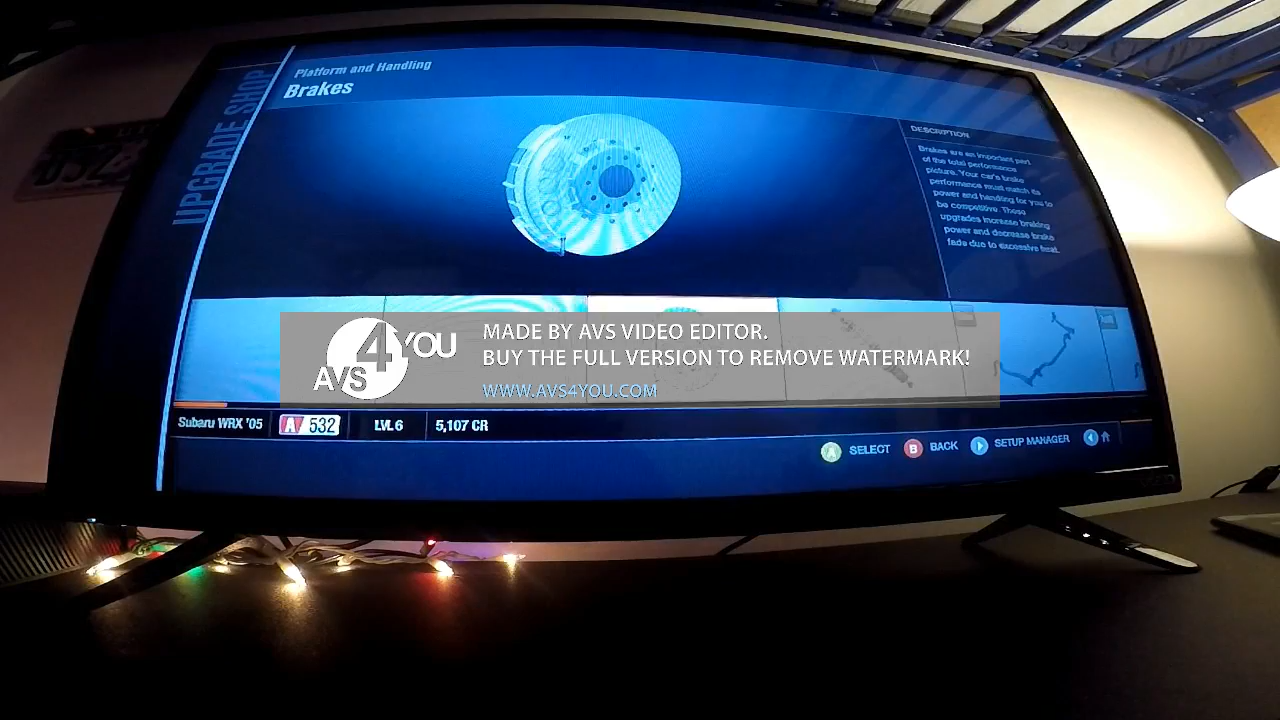 UPGRADE SHOP
Platform and Handling
Brakes
DESCRIPTION
Brakes are an important part
of the total performance
picture. Your car's brake
performance must match its
power and handling for you to
be competitive. These
upgrades increase braking
power and decrease brake
fade due to excessive heat.
AVS4YOU
MADE BY AVS VIDEO EDITOR.
BUY THE FULL VERSION TO REMOVE WATERMARK!
WWW.AVS4YOU.COM
Subaru WRX '05
A 532
LVL 6
5,107 CR
A SELECT
B BACK
SETUP MANAGER